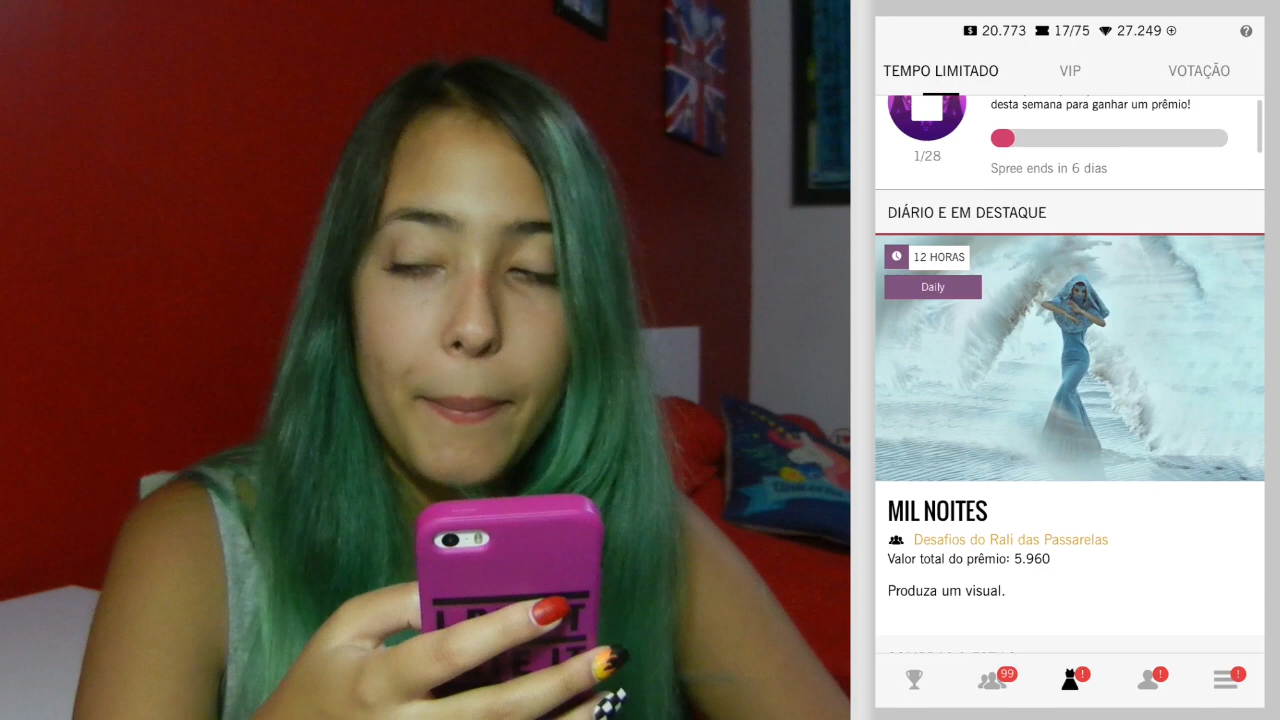 20.773 17/75 27.249
TEMPO LIMITADO VIP VOTAÇÃO
desta semana para ganhar um prêmio!
1/28
Spree ends in 6 dias
DIÁRIO E EM DESTAQUE
12 HORAS
Daily
MIL NOITES
Desafios do Rali das Passarelas
Valor total do prêmio: 5.960
Produza um visual.
99 ! ! !